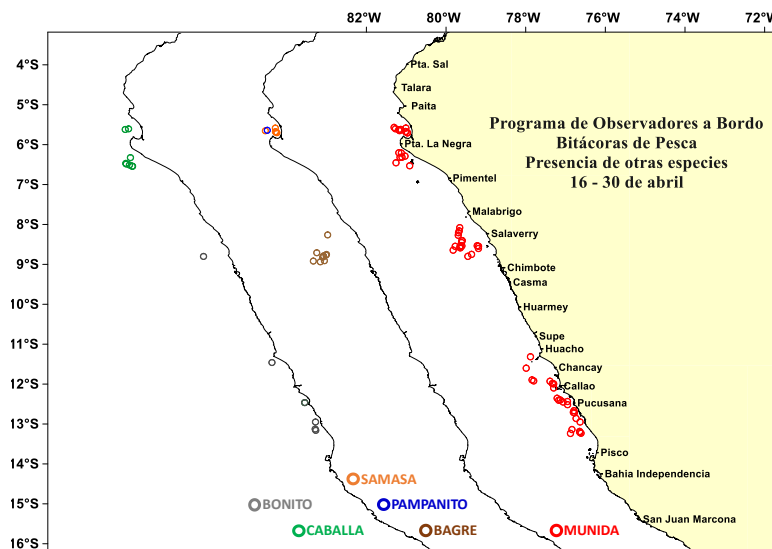 82°W 80°W 78°W 76°W 74°W 72°W
4°S
5°S
6°S
7°S
8°S
9°S
10°S
11°S
12°S
13°S
14°S
15°S
16°S
Pta. Sal
Talara
Paita
Pta. La Negra
Pimentel
Malabrigo
Salaverry
Chimbote
Casma
Huarmey
Supe
Huacho
Chancay
Callao
Pucusana
Pisco
Bahia Independencia
San Juan Marcona
Programa de Observadores a Bordo
Bitácoras de Pesca
Presencia de otras especies
16 - 30 de abril
SAMASA
BONITO
PAMPANITO
CABALLA
BAGRE
MUNIDA